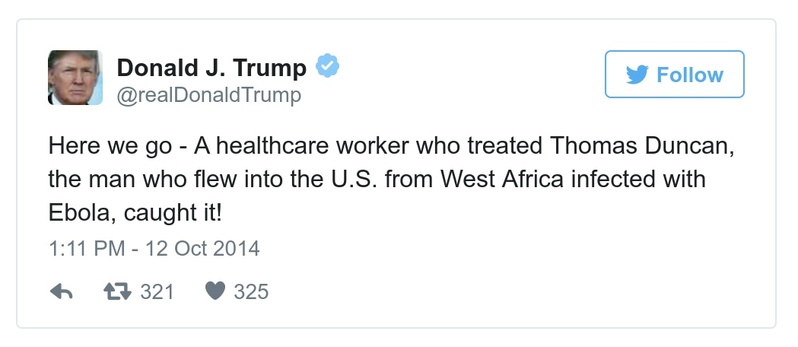 Donald J. Trump
@realDonaldTrump
Follow
Here we go - A healthcare worker who treated Thomas Duncan,
the man who flew into the U.S. from West Africa infected with
Ebola, caught it!
1:11 PM - 12 Oct 2014
321 325